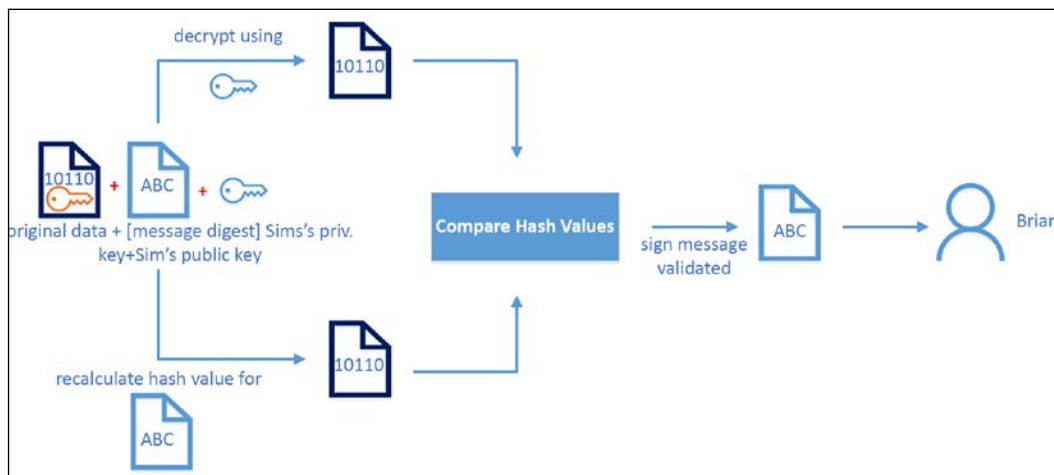 decrypt using
10110
10110
+
ABC
+
original data + [message digest] Sims's priv.
key+Sim's public key
Compare Hash Values
sign message
validated
ABC
Brian
10110
recalculate hash value for
ABC